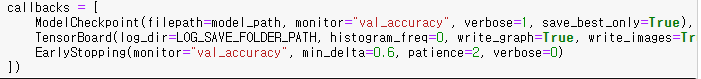 callbacks = [
    ModelCheckpoint(filepath=model_path, monitor="val_accuracy", verbose=1, save_best_only=True),
    TensorBoard(log_dir=LOG_SAVE_FOLDER_PATH, histogram_freq=0, write_graph=True, write_images=Tr
    EarlyStopping(monitor="val_accuracy", min_delta=0.6, patience=2, verbose=0)
])